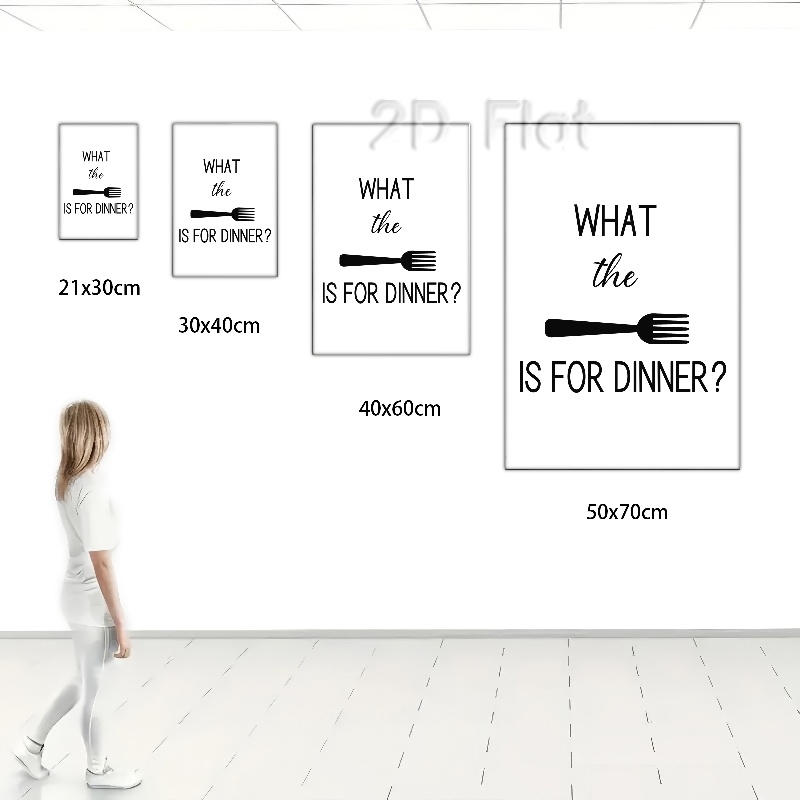 2D Flat
WHAT
the
IS FOR DINNER?
21x30cm
WHAT
the
IS FOR DINNER?
30x40cm
WHAT
the
IS FOR DINNER?
40x60cm
WHAT
the
IS FOR DINNER?
50x70cm